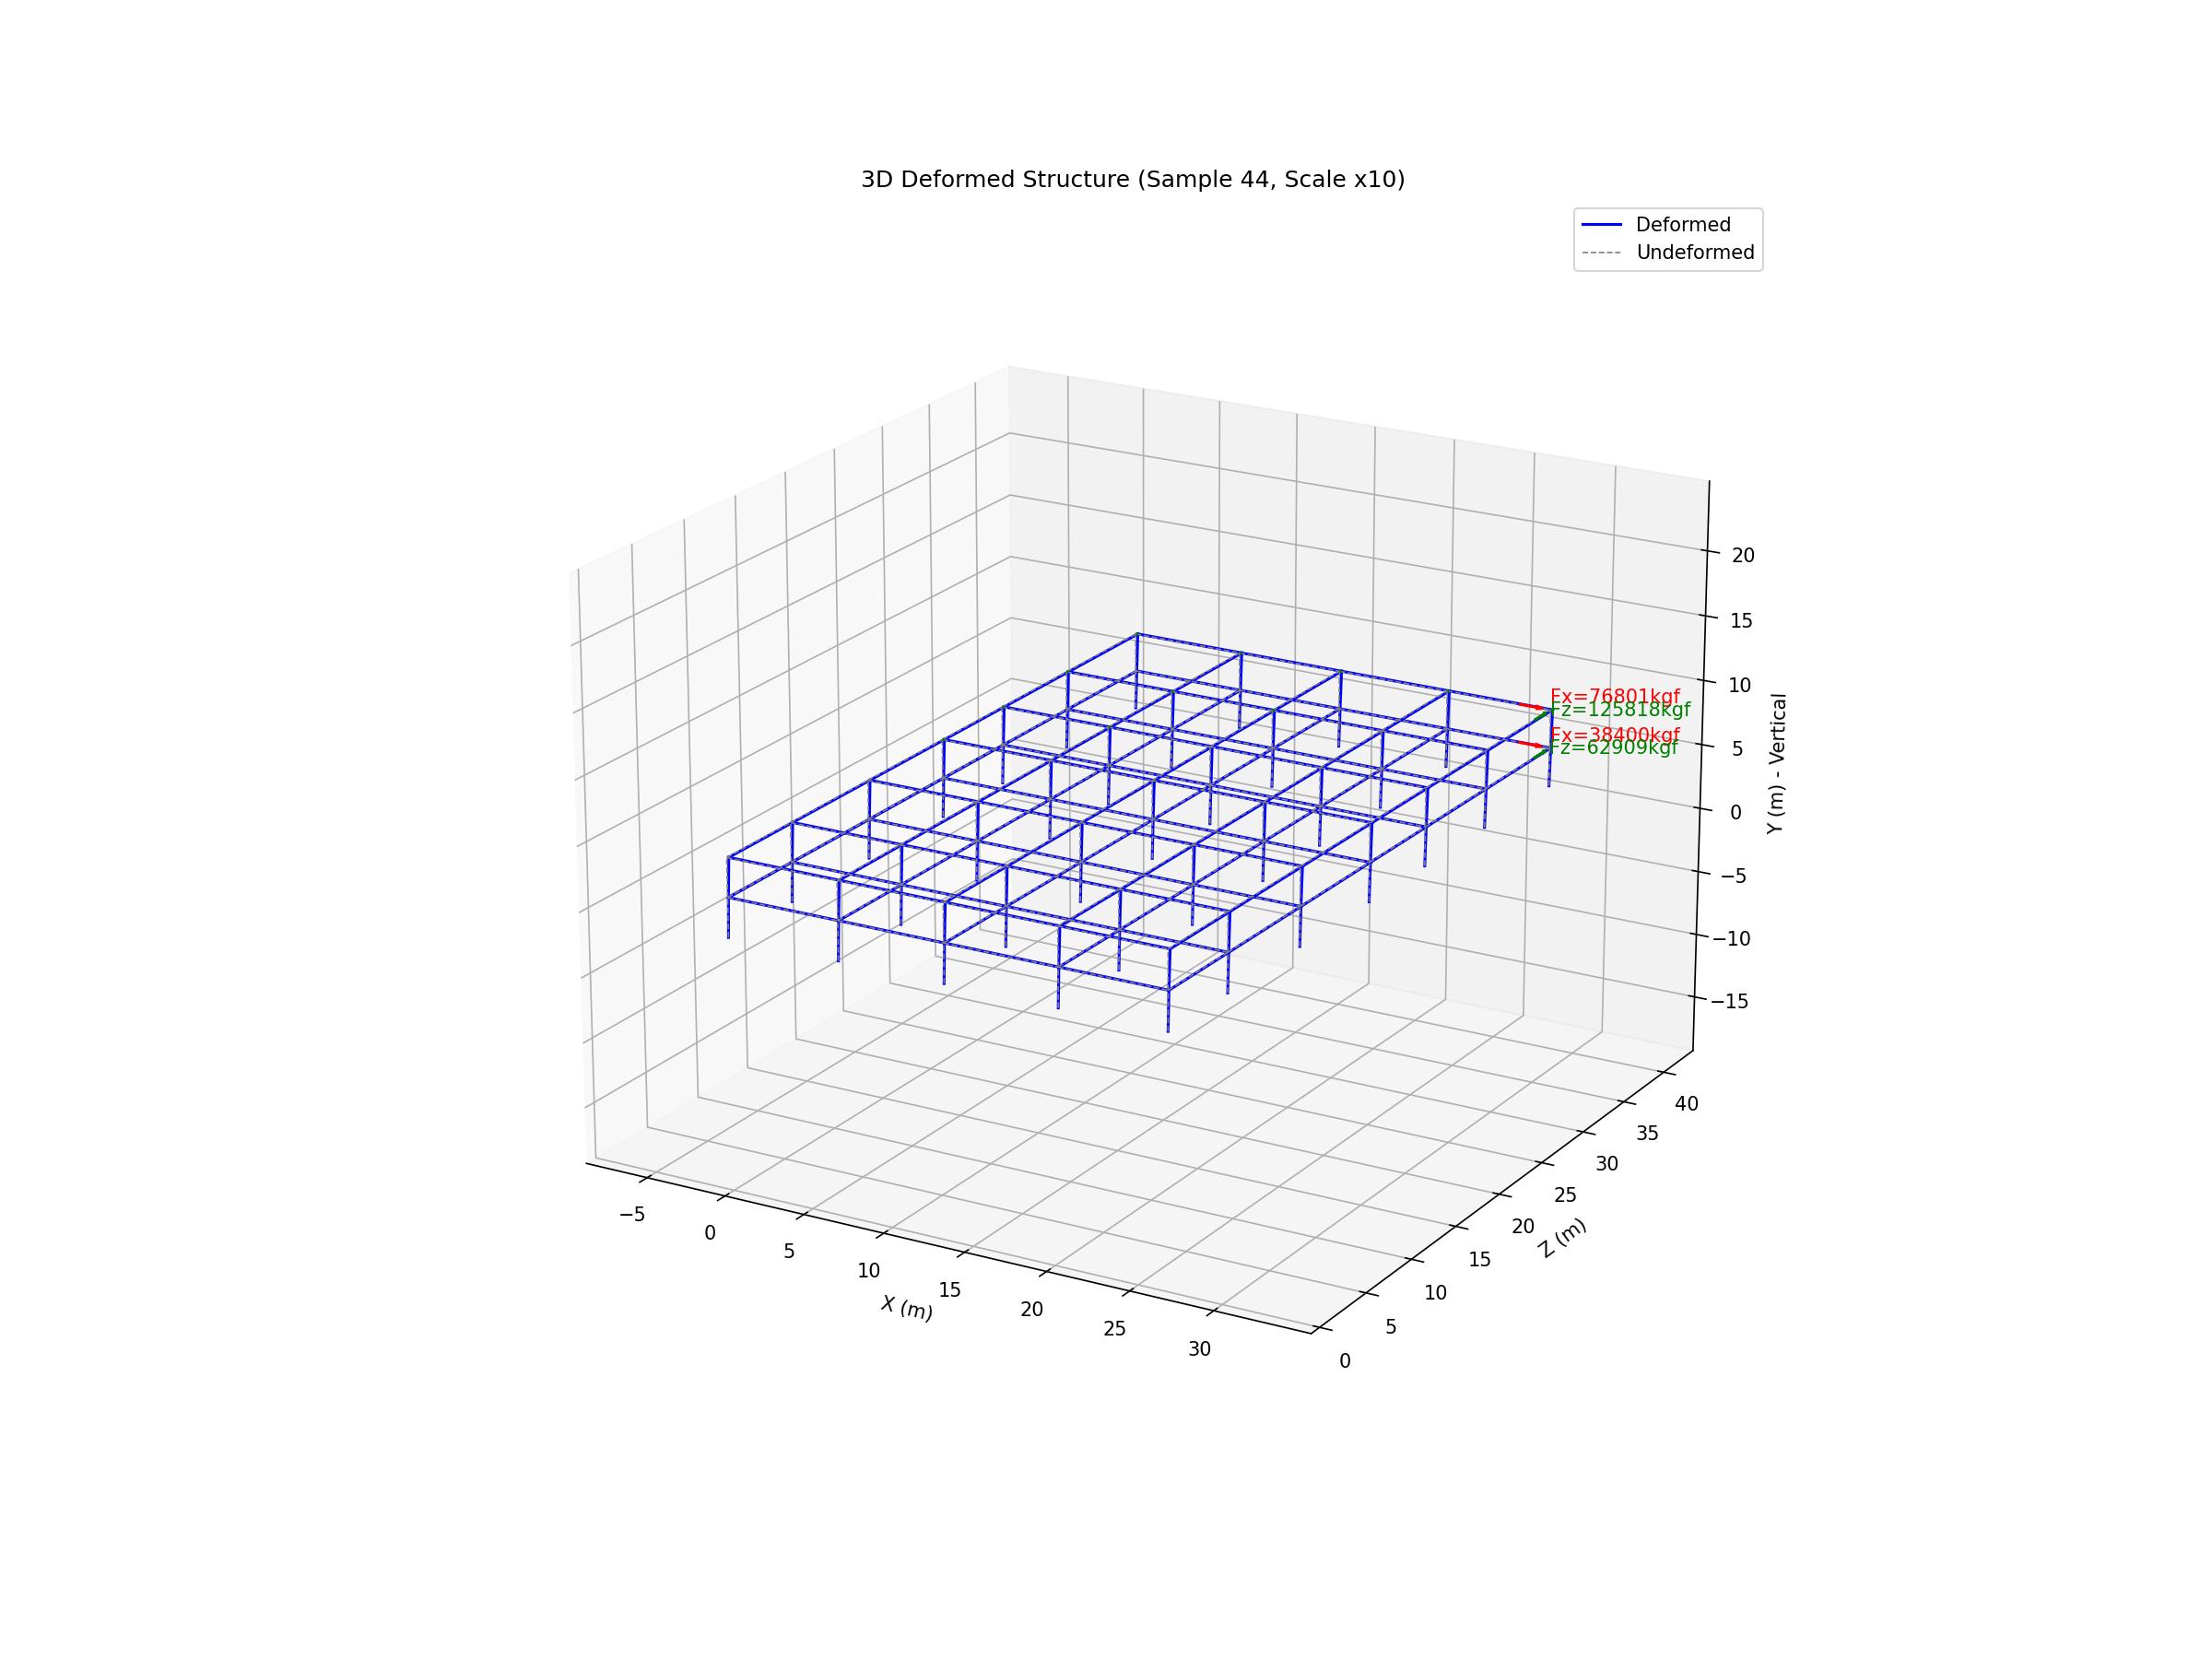 3D Deformed Structure (Sample 44, Scale x10)
Deformed
Undeformed
Fx=76801kgf
Fz=125818kgf
Fx=38400kgf
Fz=62909kgf
20
15
10
5
0
−5
−10
−15
Y (m) - Vertical
40
35
30
25
20
15
10
5
0
Z (m)
−5
0
5
10
15
20
25
30
X (m)